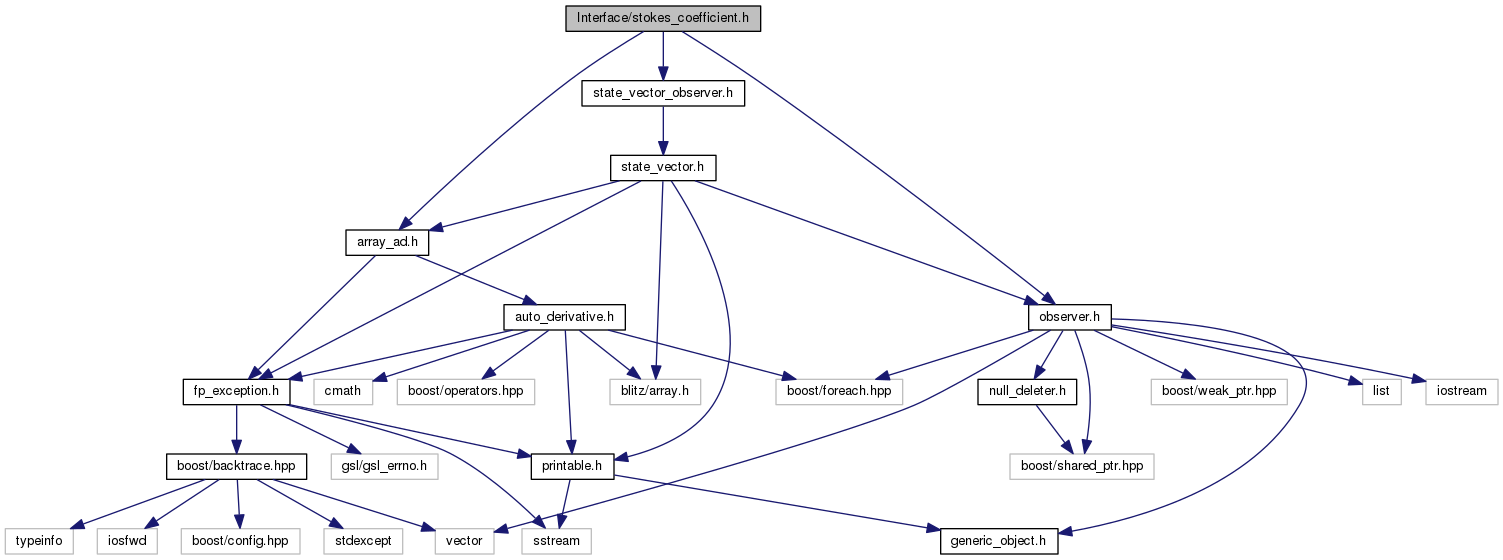 Interface/stokes_coefficient.h
state_vector_observer.h
state_vector.h
array_ad.h
auto_derivative.h
observer.h
fp_exception.h
cmath
boost/operators.hpp
blitz/array.h
boost/foreach.hpp
null_deleter.h
boost/weak_ptr.hpp
list
iostream
boost/backtrace.hpp
gsl/gsl_errno.h
printable.h
boost/shared_ptr.hpp
typeinfo
iosfwd
boost/config.hpp
stdexcept
vector
sstream
generic_object.h